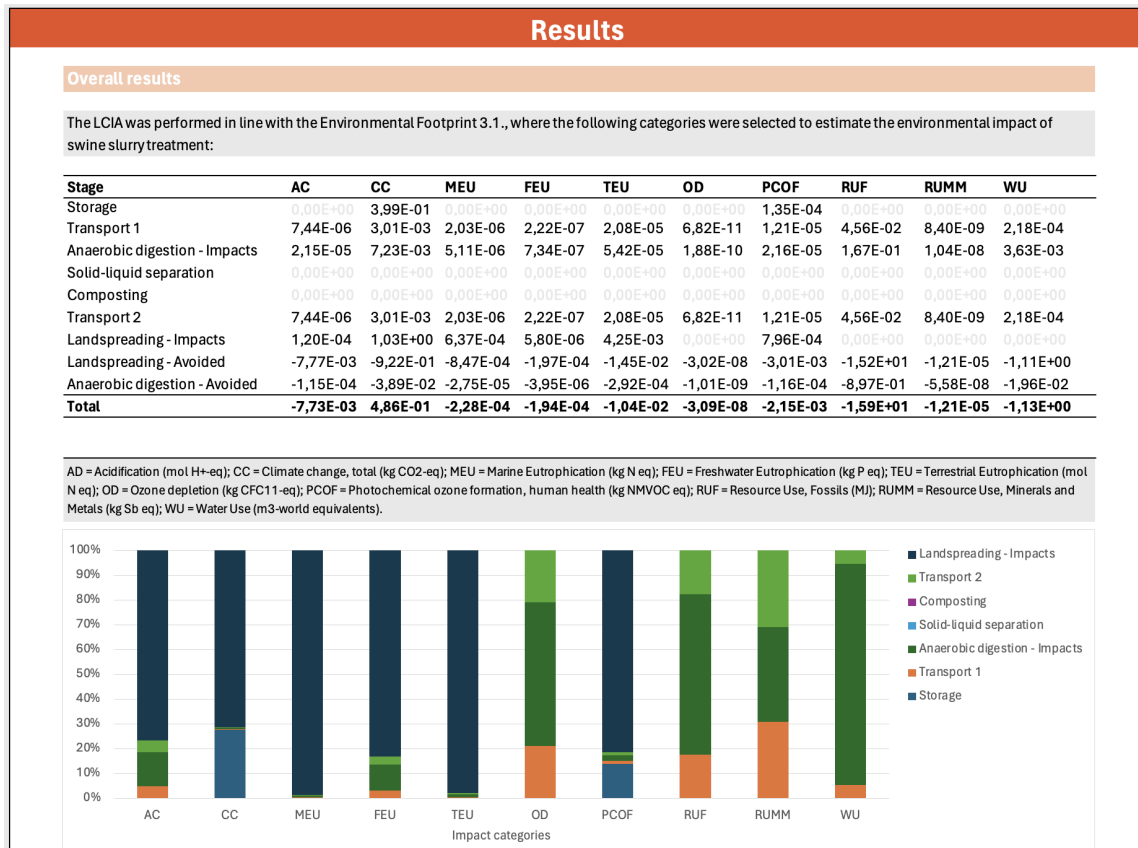 Results
Overall results
The LCIA was performed in line with the Environmental Footprint 3.1., where the following categories were selected to estimate the environmental impact of
swine slurry treatment:
Stage AC CC MEU FEU TEU OD PCOF RUF RUMM WU
Storage 0,00E+00 3,99E-01 0,00E+00 0,00E+00 0,00E+00 0,00E+00 1,35E-04 0,00E+00 0,00E+00 0,00E+00
Transport 1 7,44E-06 3,01E-03 2,03E-06 2,22E-07 2,08E-05 6,82E-11 1,21E-05 4,56E-02 8,40E-09 2,18E-04
Anaerobic digestion - Impacts 2,15E-05 7,23E-03 5,11E-06 7,34E-07 5,42E-05 1,88E-10 2,16E-05 1,67E-01 1,04E-08 3,63E-03
Solid-liquid separation 0,00E+00 0,00E+00 0,00E+00 0,00E+00 0,00E+00 0,00E+00 0,00E+00 0,00E+00 0,00E+00 0,00E+00
Composting 0,00E+00 0,00E+00 0,00E+00 0,00E+00 0,00E+00 0,00E+00 0,00E+00 0,00E+00 0,00E+00 0,00E+00
Transport 2 7,44E-06 3,01E-03 2,03E-06 2,22E-07 2,08E-05 6,82E-11 1,21E-05 4,56E-02 8,40E-09 2,18E-04
Landspreading - Impacts 1,20E-04 1,03E+00 6,37E-04 5,80E-06 4,25E-03 0,00E+00 7,96E-04 0,00E+00 0,00E+00 0,00E+00
Landspreading - Avoided -7,77E-03 -9,22E-01 -8,47E-04 -1,97E-04 -1,45E-02 -3,02E-08 -3,01E-03 -1,52E+01 -1,21E-05 -1,11E+00
Anaerobic digestion - Avoided -1,15E-04 -3,89E-02 -2,75E-05 -3,95E-06 -2,92E-04 -1,01E-09 -1,16E-04 -8,97E-01 -5,58E-08 -1,96E-02
Total -7,73E-03 4,86E-01 -2,28E-04 -1,94E-04 -1,04E-02 -3,09E-08 -2,15E-03 -1,59E+01 -1,21E-05 -1,13E+00
AD = Acidification (mol H+-eq); CC = Climate change, total (kg CO2-eq); MEU = Marine Eutrophication (kg N eq); FEU = Freshwater Eutrophication (kg P eq); TEU = Terrestrial Eutrophication (mol
N eq); OD = Ozone depletion (kg CFC11-eq); PCOF = Photochemical ozone formation, human health (kg NMVOC eq); RUF = Resource Use, Fossils (MJ); RUMM = Resource Use, Minerals and
Metals (kg Sb eq); WU = Water Use (m3-world equivalents).
100%
90%
80%
70%
60%
50%
40%
30%
20%
10%
0%
AC CC MEU FEU TEU OD PCOF RUF RUMM WU
Impact categories
Landspreading - Impacts
Transport 2
Composting
Solid-liquid separation
Anaerobic digestion - Impacts
Transport 1
Storage